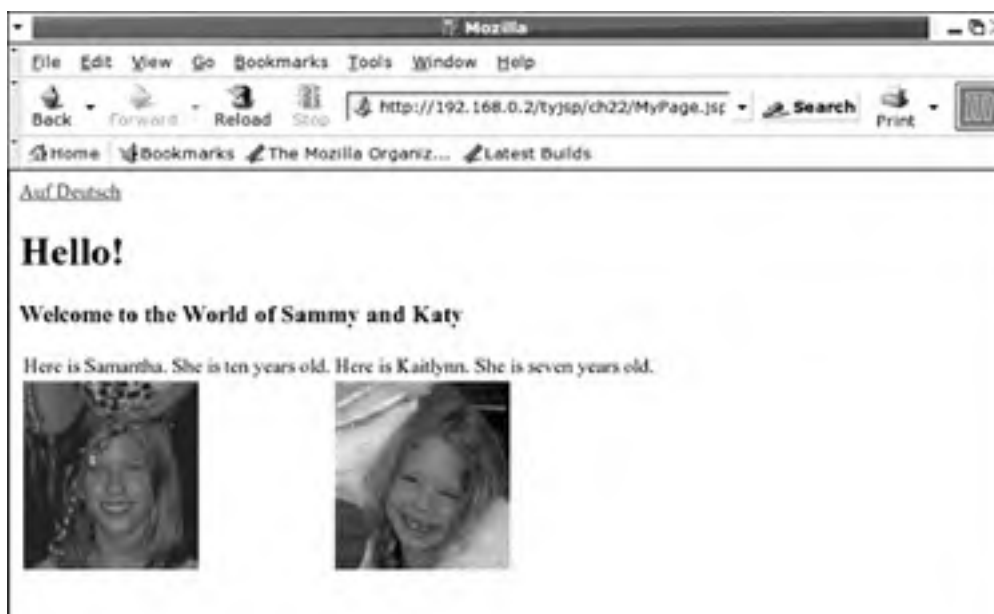 Mozilla
File Edit View Go Bookmarks Tools Window Help
Back Forward Reload Stop http://192.168.0.2/tyjsp/ch22/MyPage.jsp Search Print
Home Bookmarks The Mozilla Organiz... Latest Builds
Auf Deutsch
Hello!
Welcome to the World of Sammy and Katy
Here is Samantha. She is ten years old. Here is Kaitlynn. She is seven years old.